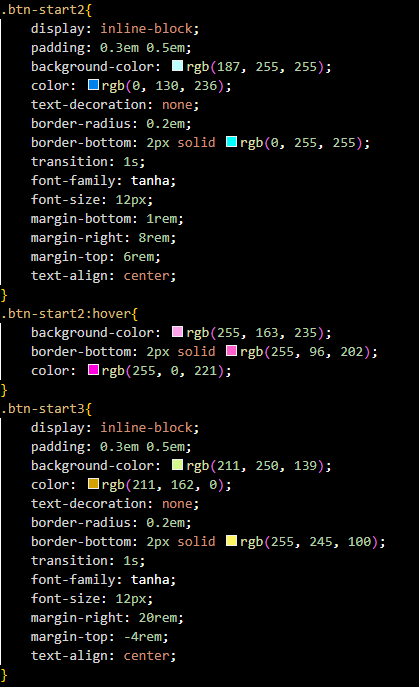 .btn-start2{
display: inline-block;
padding: 0.3em 0.5em;
background-color: rgb(187, 255, 255);
color: rgb(0, 130, 236);
text-decoration: none;
border-radius: 0.2em;
border-bottom: 2px solid rgb(0, 255, 255);
transition: 1s;
font-family: tanha;
font-size: 12px;
margin-bottom: 1rem;
margin-right: 8rem;
margin-top: 6rem;
text-align: center;
}
.btn-start2:hover{
background-color: rgb(255, 163, 235);
border-bottom: 2px solid rgb(255, 96, 202);
color: rgb(255, 0, 221);
}
.btn-start3{
display: inline-block;
padding: 0.3em 0.5em;
background-color: rgb(211, 250, 139);
color: rgb(211, 162, 0);
text-decoration: none;
border-radius: 0.2em;
border-bottom: 2px solid rgb(255, 245, 100);
transition: 1s;
font-family: tanha;
font-size: 12px;
margin-right: 20rem;
margin-top: -4rem;
text-align: center;
}